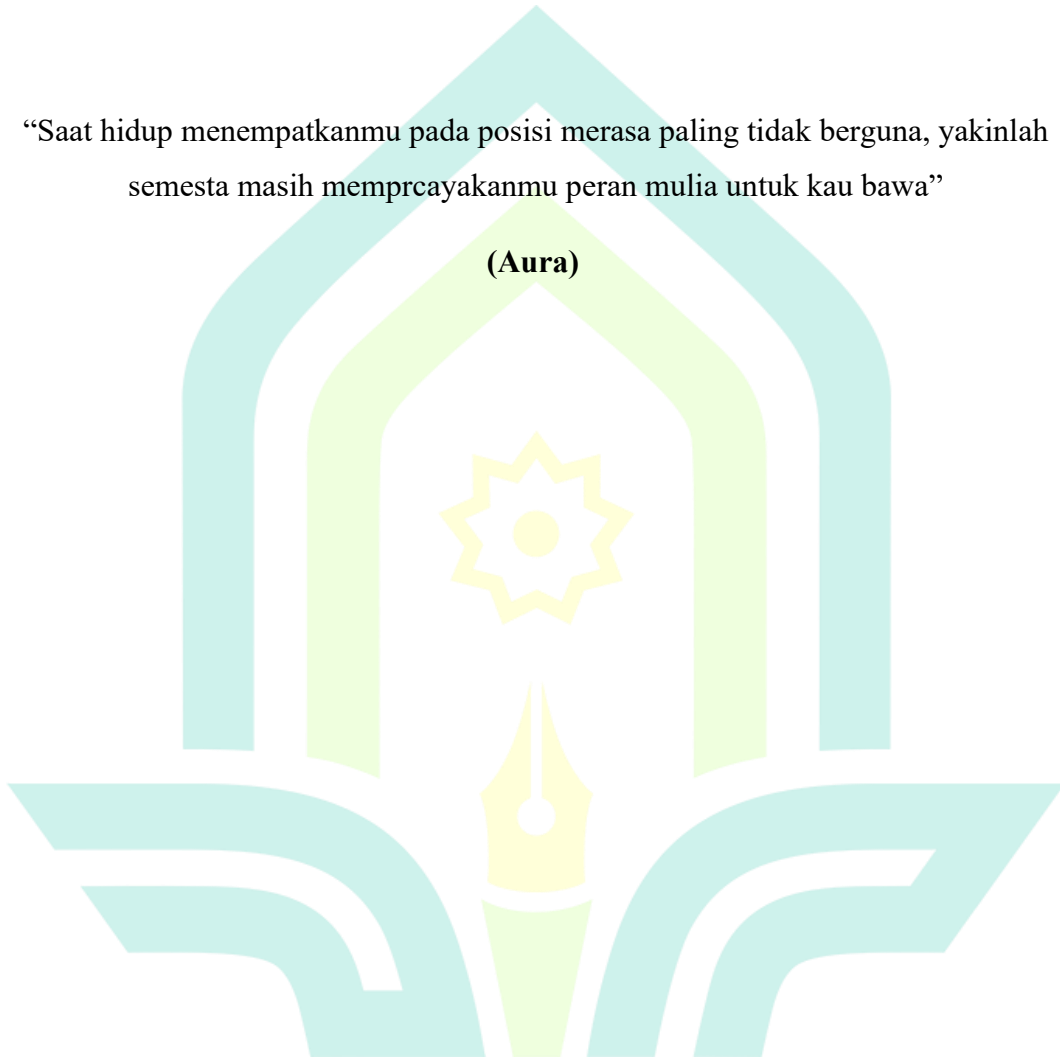 “Saat hidup menempatkanmu pada posisi merasa paling tidak berguna, yakinlah
semesta masih memprcayakanmu peran mulia untuk kau bawa”
(Aura)